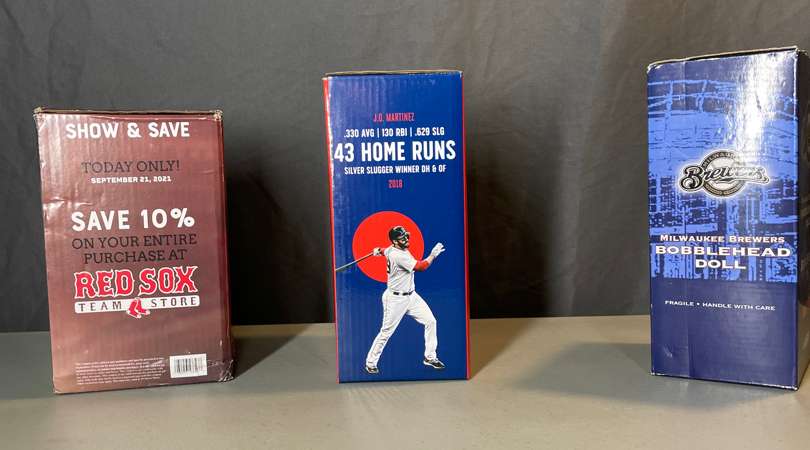 SHOW & SAVE
TODAY ONLY!
SEPTEMBER 21, 2021
SAVE 10%
ON YOUR ENTIRE
PURCHASE AT
RED SOX
TEAM STORE
J.D. MARTINEZ
.330 AVG | 130 RBI | .629 SLG
43 HOME RUNS
SILVER SLUGGER WINNER DH & OF
2018
MILWAUKEE
Brewers
MILWAUKEE BREWERS
BOBBLEHEAD
DOLL
FRAGILE • HANDLE WITH CARE